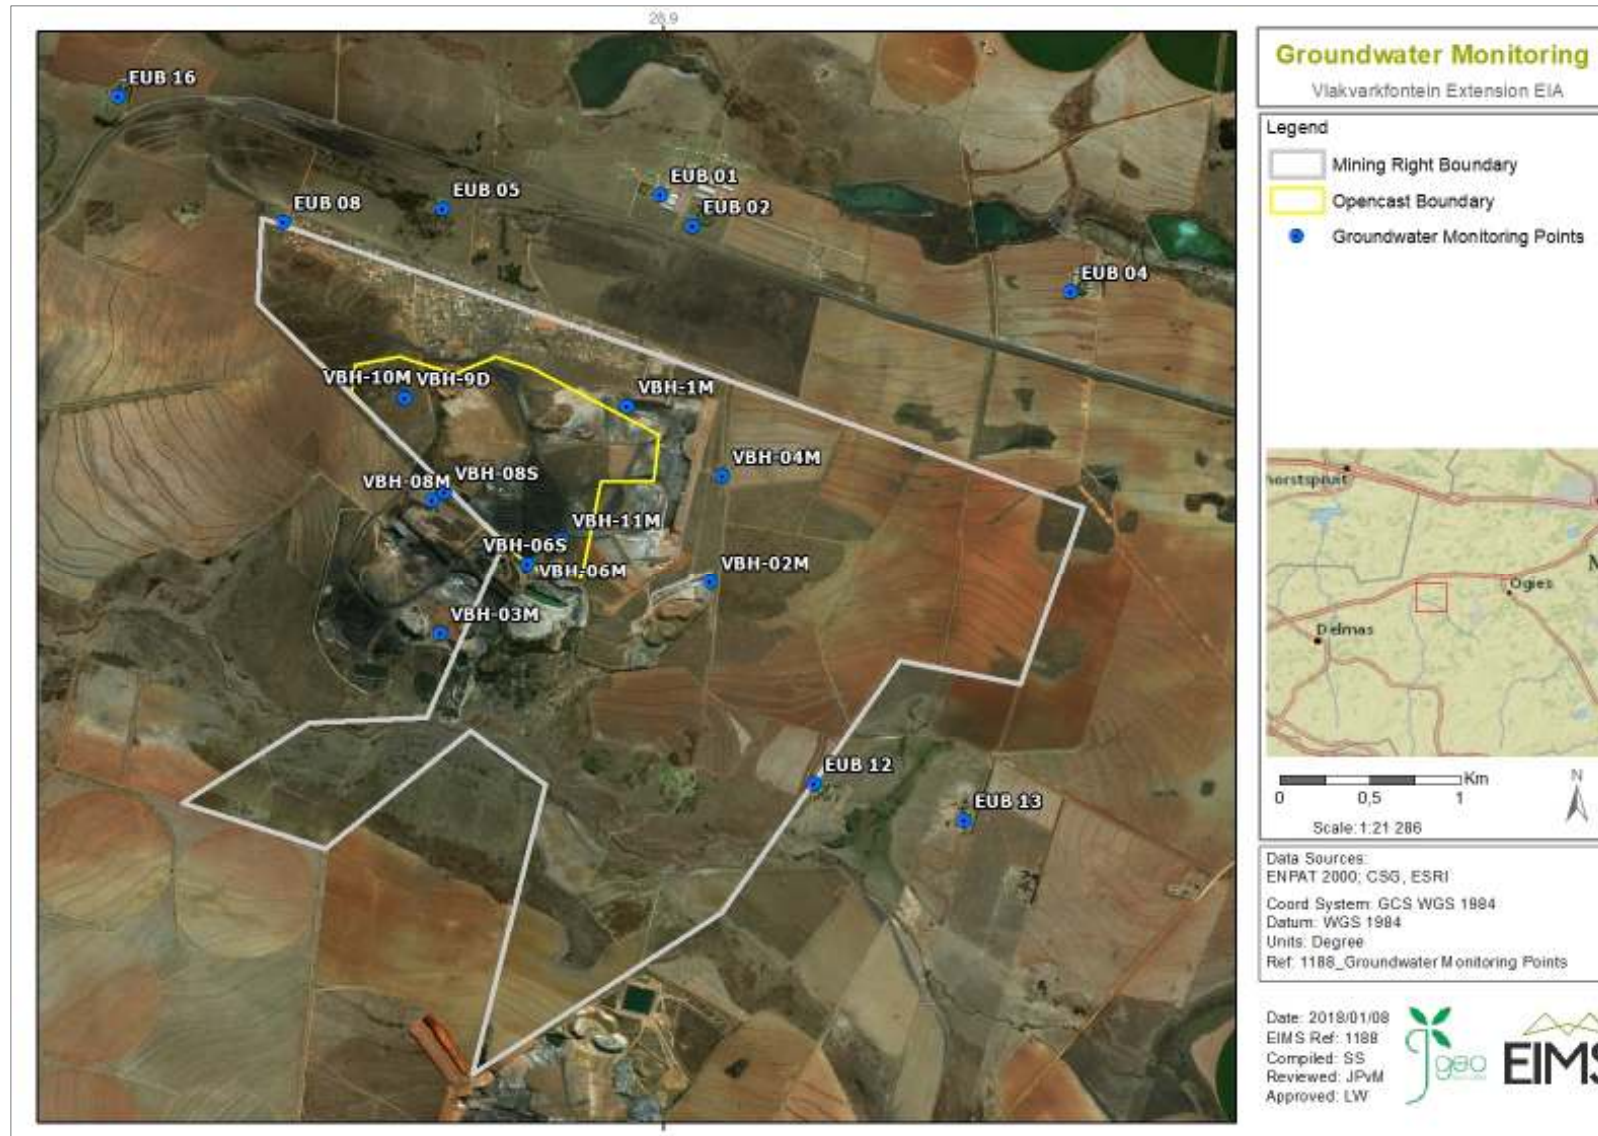 28.9
EUB 16
EUB 01
EUB 05
EUB 08
EUB 02
EUB 04
VBH-10M
VBH-9D
VBH-1M
VBH-04M
VBH-08S
VBH-08M
VBH-11M
VBH-06S
VBH-06M
VBH-02M
VBH-03M
EUB 12
EUB 13
Groundwater Monitoring
Vlakvarkfontein Extension EIA
Legend
Mining Right Boundary
Opencast Boundary
Groundwater Monitoring Points
Ogies
Delmas
Km
0 0,5 1
N
Scale: 1:21 286
Data Sources:
ENPAT 2000; CSG, ESRI
Coord System: GCS WGS 1984
Datum: WGS 1984
Units: Degree
Ref: 1188_Groundwater Monitoring Points
Date: 2018/01/08
EIMS Ref: 1188
Compiled: SS
Reviewed: JPvM
Approved: LW
geo
EIMS
28.9